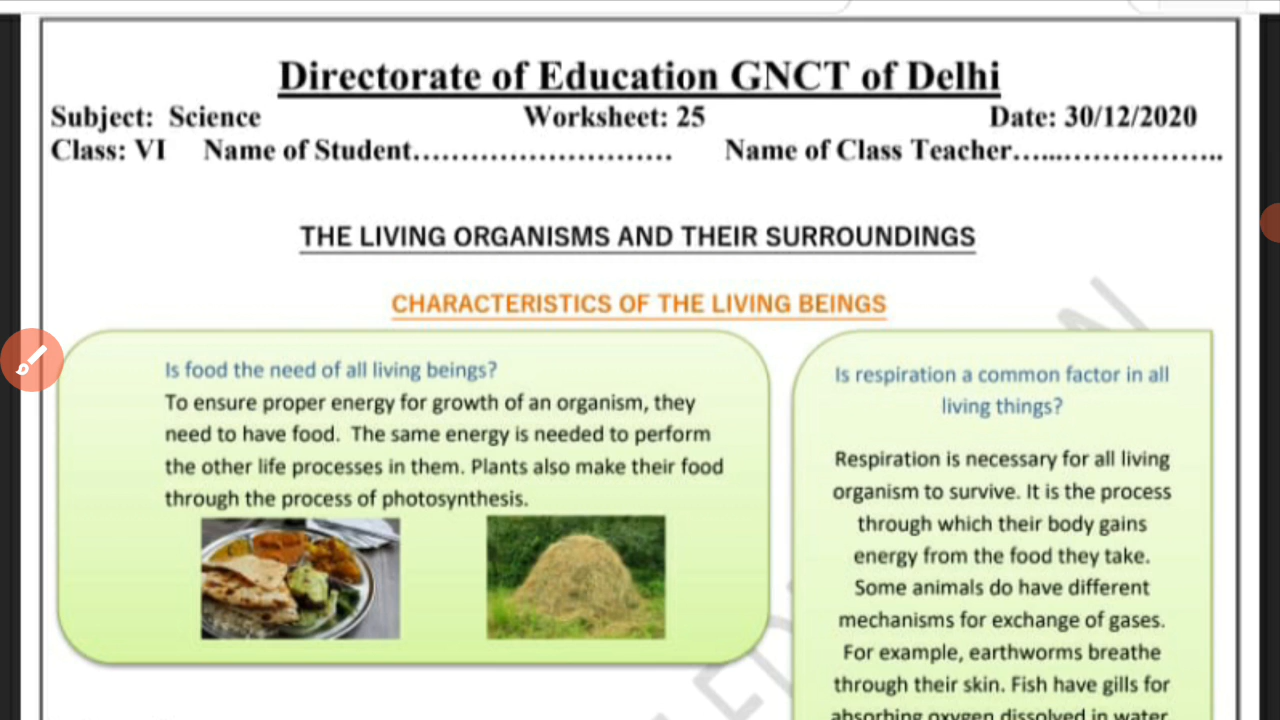 Directorate of Education GNCT of Delhi
Subject: Science Worksheet: 25 Date: 30/12/2020
Class: VI Name of Student........................... Name of Class Teacher.......................
THE LIVING ORGANISMS AND THEIR SURROUNDINGS
CHARACTERISTICS OF THE LIVING BEINGS
Is food the need of all living beings?
To ensure proper energy for growth of an organism, they
need to have food. The same energy is needed to perform
the other life processes in them. Plants also make their food
through the process of photosynthesis.
Is respiration a common factor in all
living things?
Respiration is necessary for all living
organism to survive. It is the process
through which their body gains
energy from the food they take.
Some animals do have different
mechanisms for exchange of gases.
For example, earthworms breathe
through their skin. Fish have gills for
absorbing oxygen dissolved in water